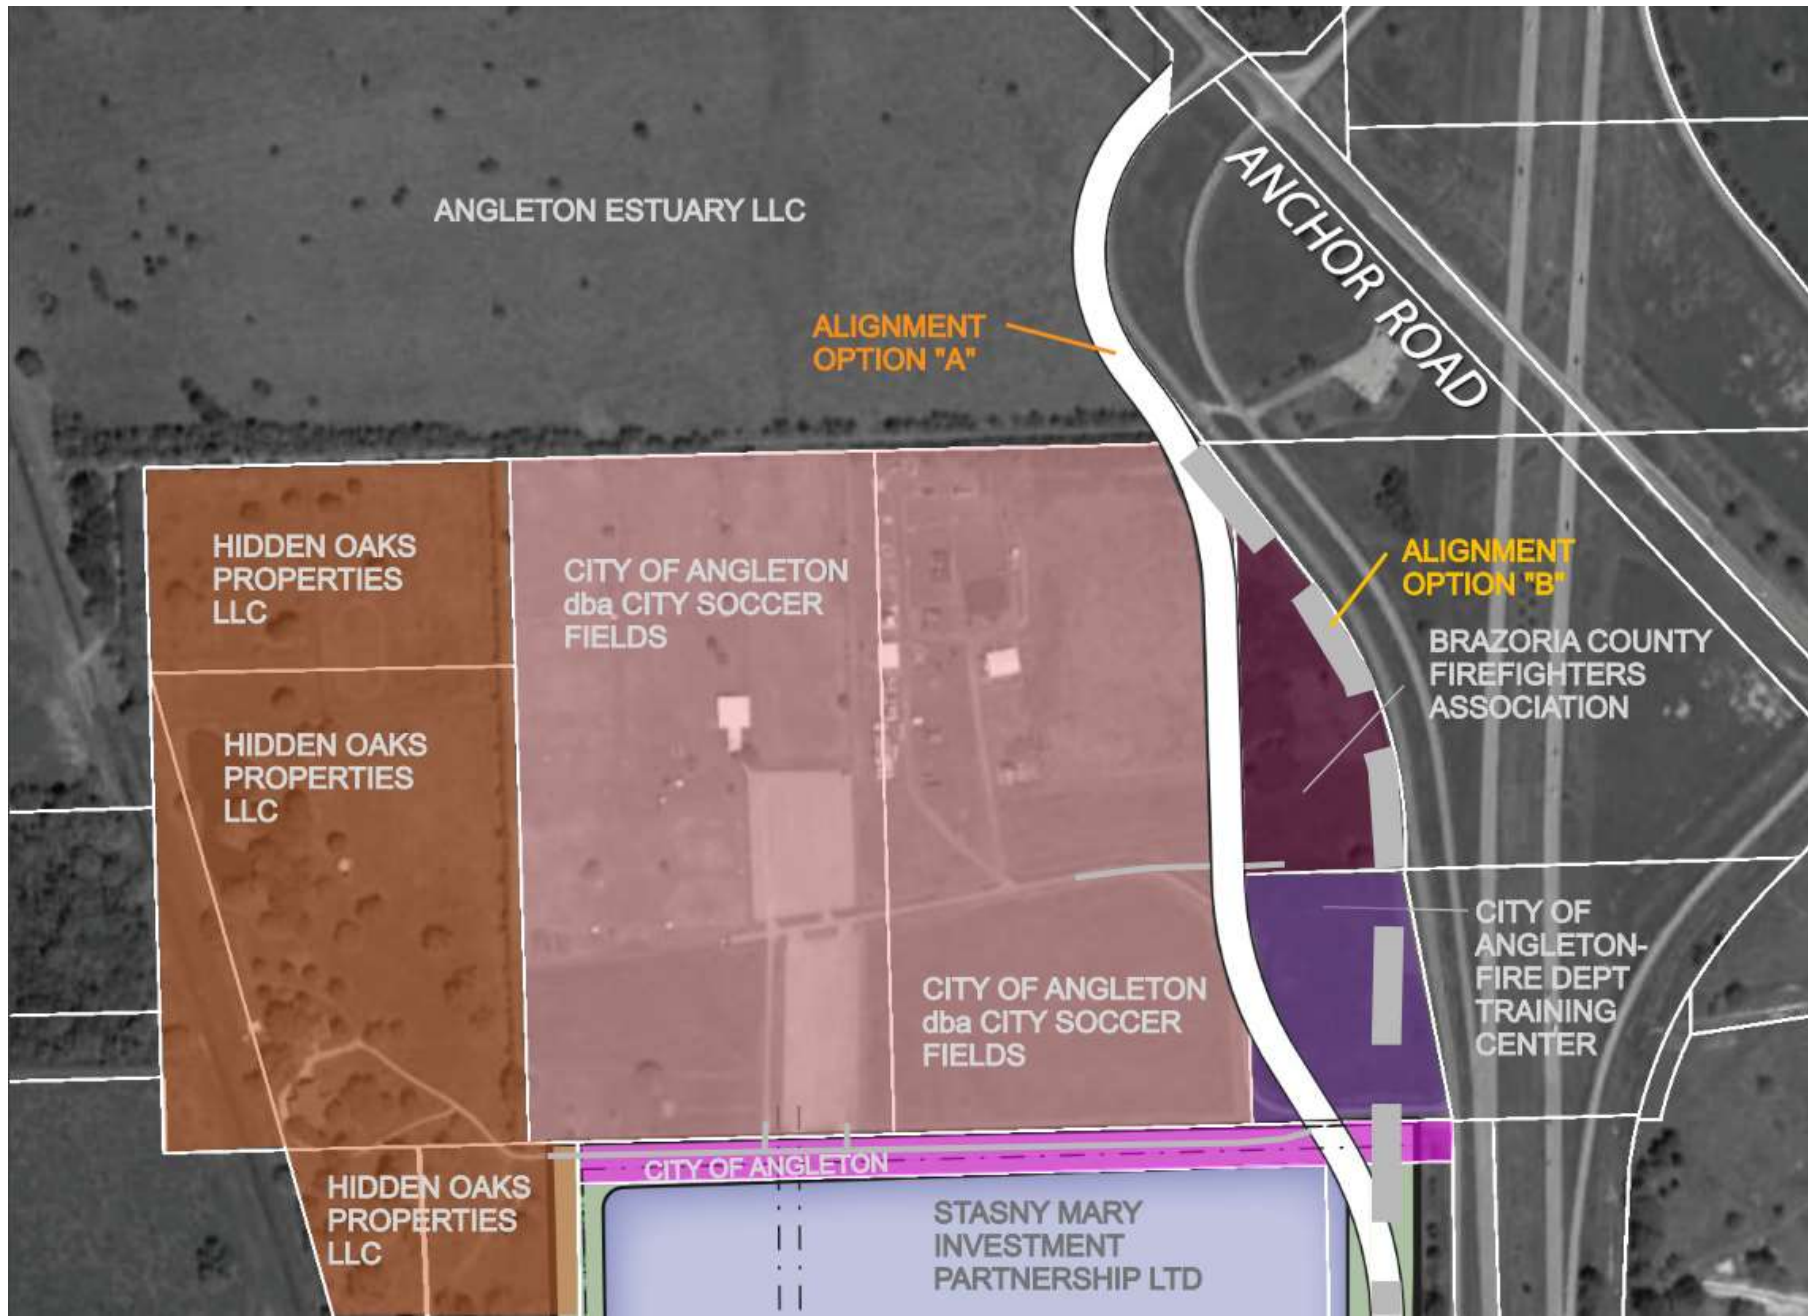 ANGLETON ESTUARY LLC
ANCHOR ROAD
ALIGNMENT
OPTION "A"
HIDDEN OAKS
PROPERTIES
LLC
CITY OF ANGLETON
dba CITY SOCCER
FIELDS
ALIGNMENT
OPTION "B"
BRAZORIA COUNTY
FIREFIGHTERS
ASSOCIATION
HIDDEN OAKS
PROPERTIES
LLC
CITY OF
ANGLETON-
FIRE DEPT
TRAINING
CENTER
CITY OF ANGLETON
dba CITY SOCCER
FIELDS
CITY OF ANGLETON
HIDDEN OAKS
PROPERTIES
LLC
STASNY MARY
INVESTMENT
PARTNERSHIP LTD